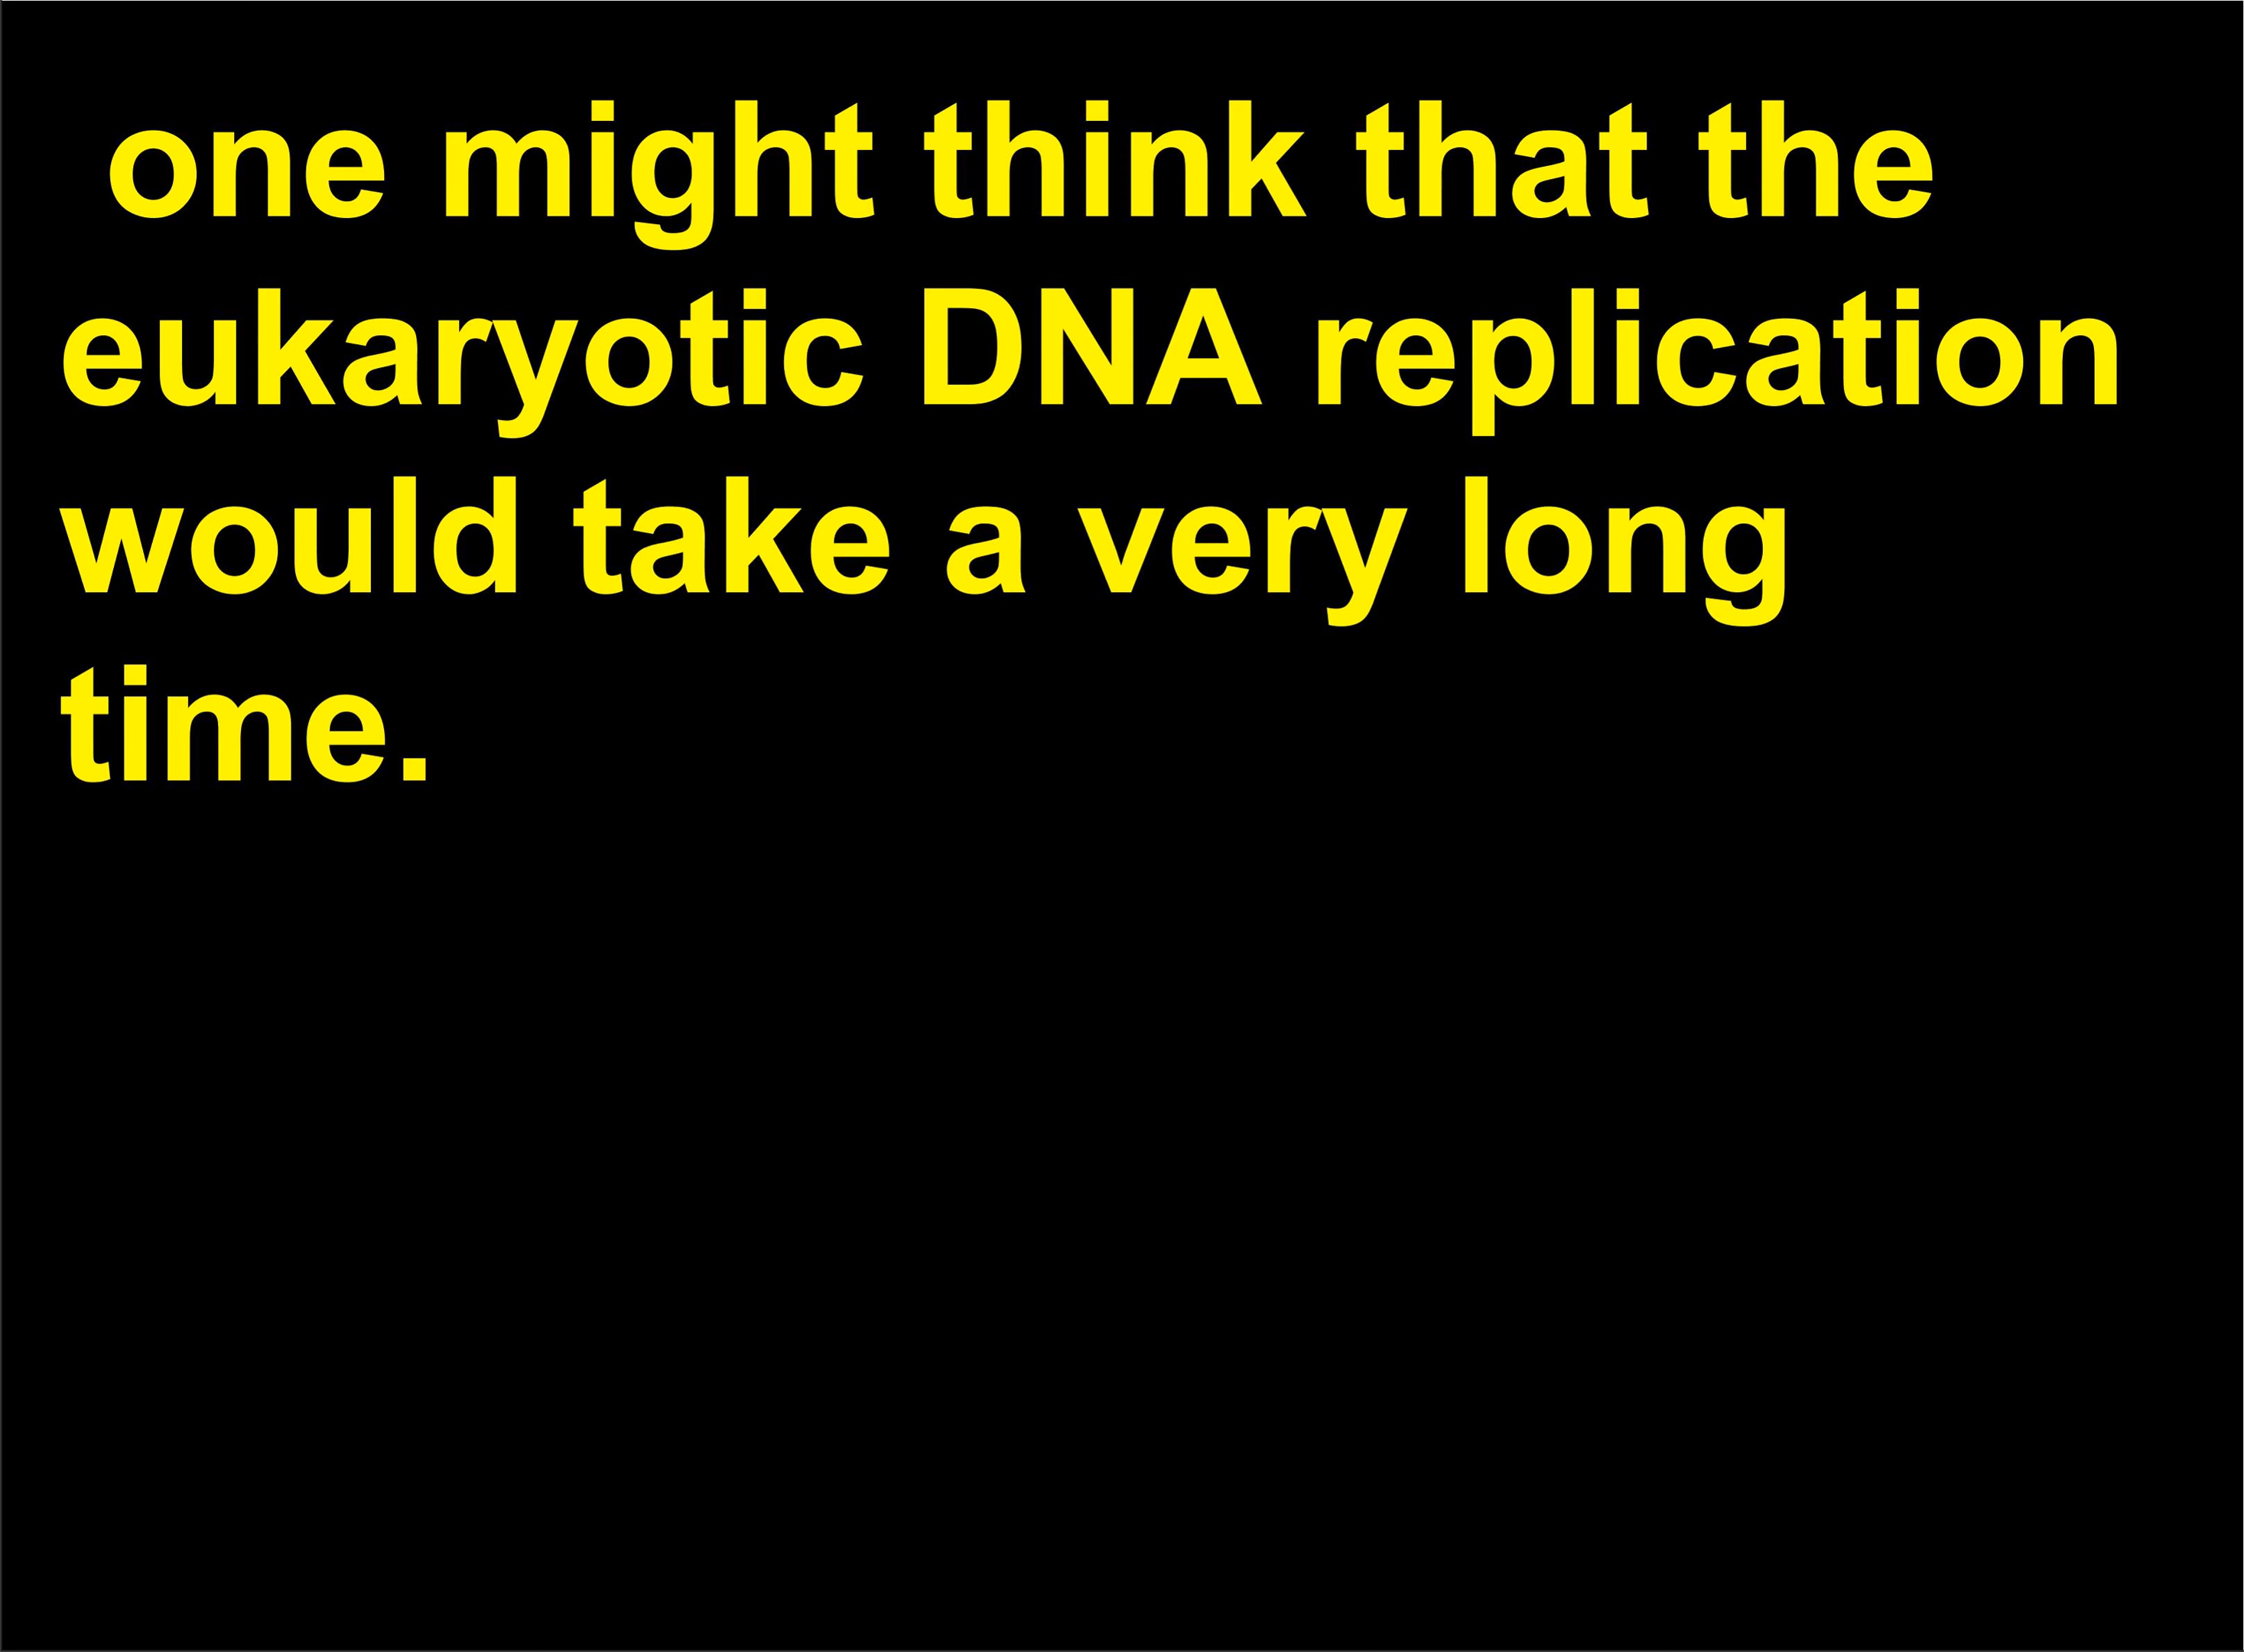 one might think that the
eukaryotic DNA replication
would take a very long
time.